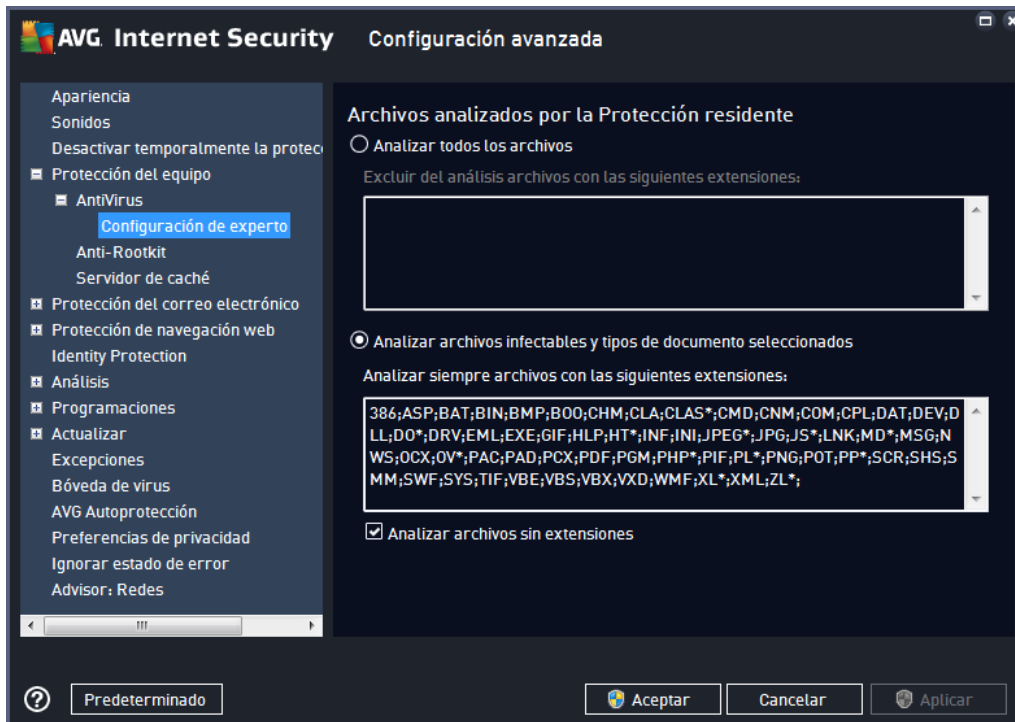 AVG. Internet Security Configuración avanzada
Apariencia
Sonidos
Desactivar temporalmente la protec
Protección del equipo
AntiVirus
Configuración de experto
Anti-Rootkit
Servidor de caché
Protección del correo electrónico
Protección de navegación web
Identity Protection
Análisis
Programaciones
Actualizar
Excepciones
Bóveda de virus
AVG Autoprotección
Preferencias de privacidad
Ignorar estado de error
Advisor: Redes
Archivos analizados por la Protección residente
Analizar todos los archivos
Excluir del análisis archivos con las siguientes extensiones:
Analizar archivos infectables y tipos de documento seleccionados
Analizar siempre archivos con las siguientes extensiones:
386;ASP;BAT;BIN;BMP;BOO;CHM;CLA;CLAS*;CMD;CNM;COM;CPL;DAT;DEV;D
LL;DO*;DRV;EML;EXE;GIF;HLP;HT*;INF;INI;JPEG*;JPG;JS*;LNK;MD*;MSG;N
WS;OCX;OV*;PAC;PAD;PCX;PDF;PGM;PHP*;PIF;PL*;PNG;POT;PP*;SCR;SHS;S
MM;SWF;SYS;TIF;VBE;VBS;VBX;VXD;WMF;XL*;XML;ZL*;
Analizar archivos sin extensiones
? Predeterminado Aceptar Cancelar Aplicar